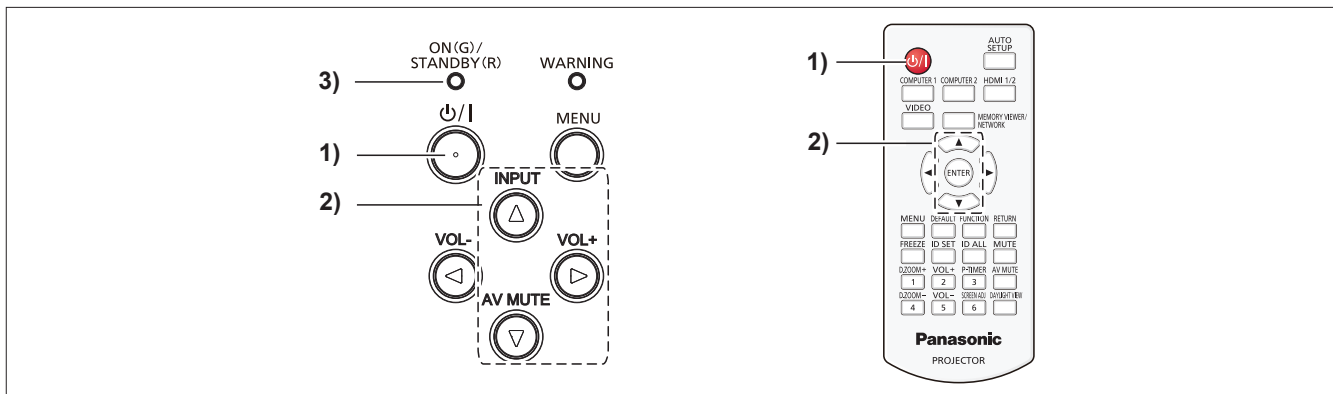 ON(G)/
STANDBY(R)
WARNING
3)
⏻/|
MENU
1)
INPUT
2)
VOL-
VOL+
AV MUTE
1)
⏻/|
AUTO
SETUP
COMPUTER 1 COMPUTER 2 HDMI 1/2
VIDEO
MEMORY VIEWER/
NETWORK
2)
ENTER
MENU DEFAULT FUNCTION RETURN
FREEZE ID SET ID ALL MUTE
D.ZOOM+ VOL+ P-TIMER AV MUTE
1 2 3
D.ZOOM- VOL- SCREEN ADJ DAYLIGHT VIEW
4 5 6
Panasonic
PROJECTOR